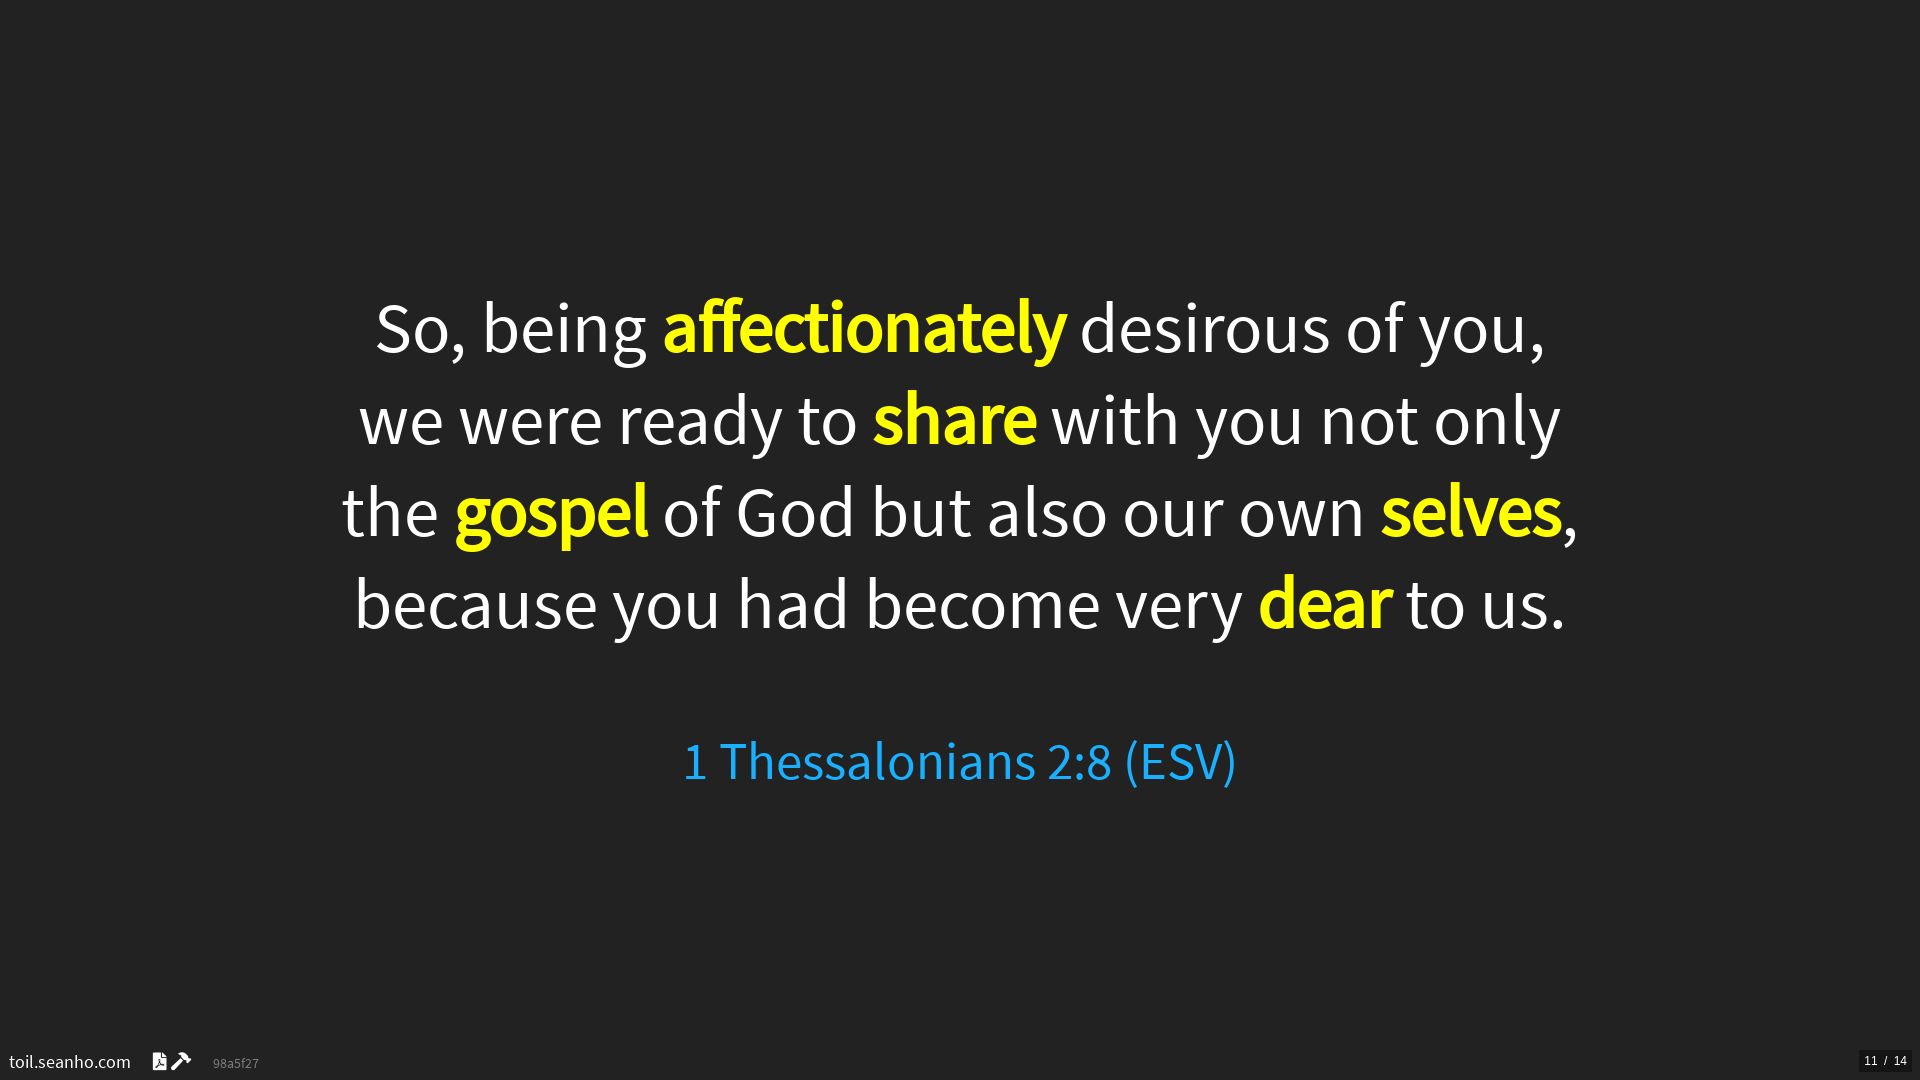 So, being affectionately desirous of you,
we were ready to share with you not only
the gospel of God but also our own selves,
because you had become very dear to us.
1 Thessalonians 2:8 (ESV)
toil.seanho.com 98a5f27
11 / 14